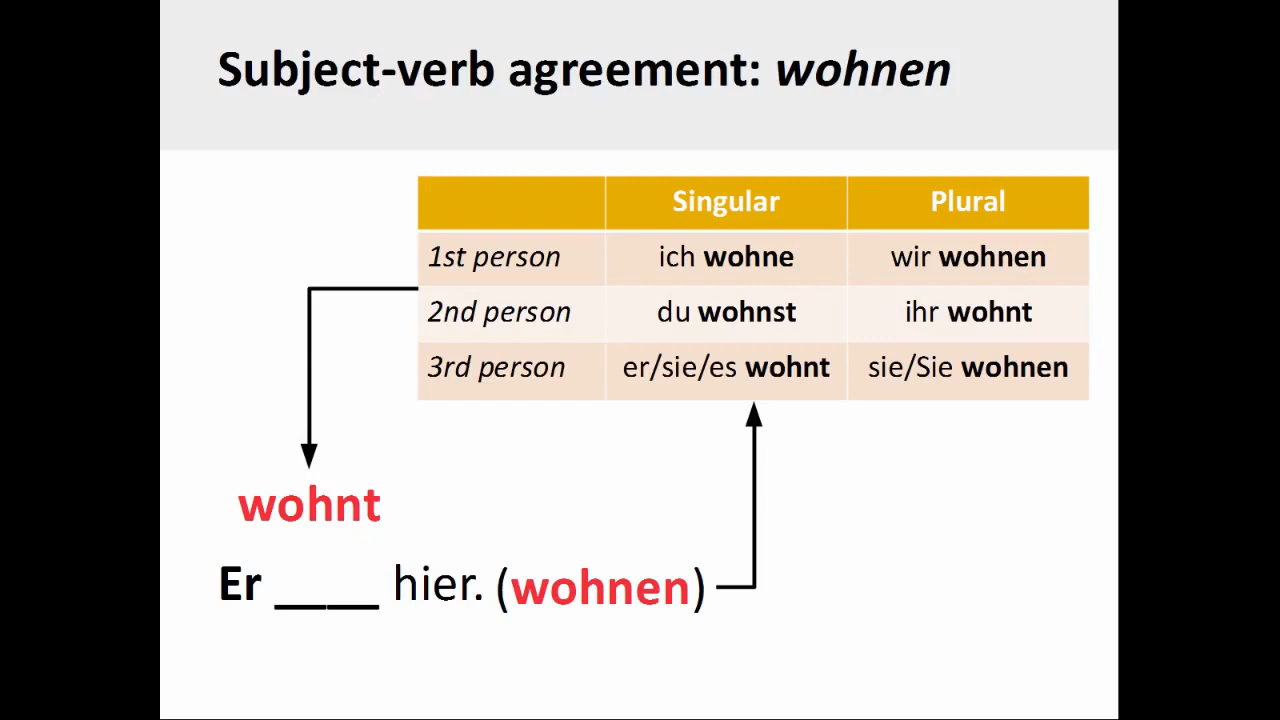 Subject-verb agreement: wohnen
Singular Plural
1st person ich wohne wir wohnen
2nd person du wohnst ihr wohnt
3rd person er/sie/es wohnt sie/Sie wohnen
wohnt
Er ____ hier. (wohnen)